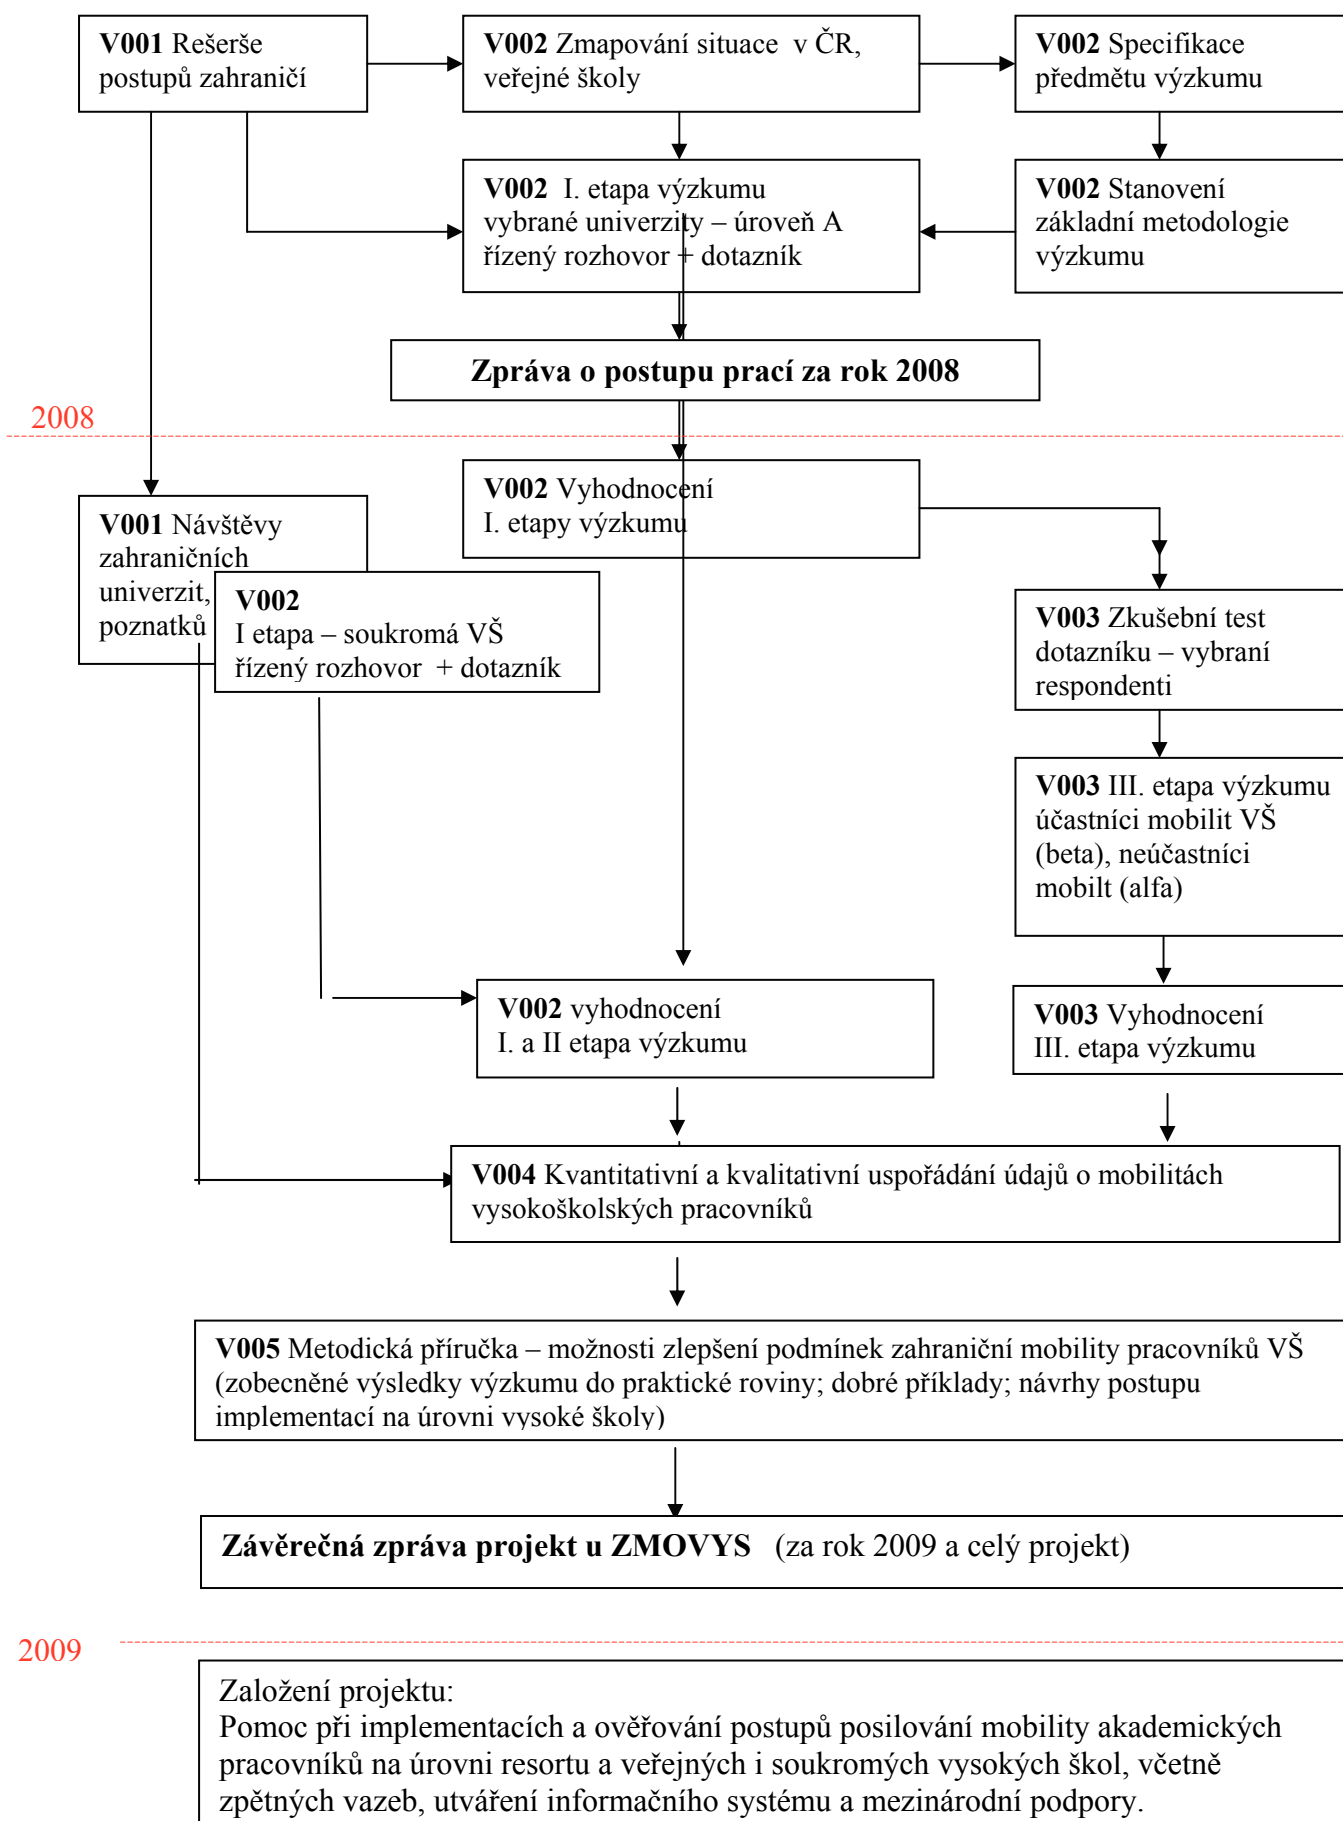 V001 Rešerše
postupů zahraničí
V002 Zmapování situace v ČR,
veřejné školy
V002 Specifikace
předmětu výzkumu
V002 I. etapa výzkumu
vybrané univerzity – úroveň A
řízený rozhovor + dotazník
V002 Stanovení
základní metodologie
výzkumu
Zpráva o postupu prací za rok 2008
2008
V002 Vyhodnocení
I. etapy výzkumu
V001 Návštěvy
zahraničních
univerzit,
poznatků
V002
I etapa – soukromá VŠ
řízený rozhovor + dotazník
V003 Zkušební test
dotazníku – vybraní
respondenti
V003 III. etapa výzkumu
účastníci mobilit VŠ
(beta), neúčastníci
mobilt (alfa)
V002 vyhodnocení
I. a II etapa výzkumu
V003 Vyhodnocení
III. etapa výzkumu
V004 Kvantitativní a kvalitativní uspořádání údajů o mobilitách
vysokoškolských pracovníků
V005 Metodická příručka – možnosti zlepšení podmínek zahraniční mobility pracovníků VŠ
(zobecněné výsledky výzkumu do praktické roviny; dobré příklady; návrhy postupu
implementací na úrovni vysoké školy)
Závěrečná zpráva projekt u ZMOVYS (za rok 2009 a celý projekt)
2009
Založení projektu:
Pomoc při implementacích a ověřování postupů posilování mobility akademických
pracovníků na úrovni resortu a veřejných i soukromých vysokých škol, včetně
zpětných vazeb, utváření informačního systému a mezinárodní podpory.